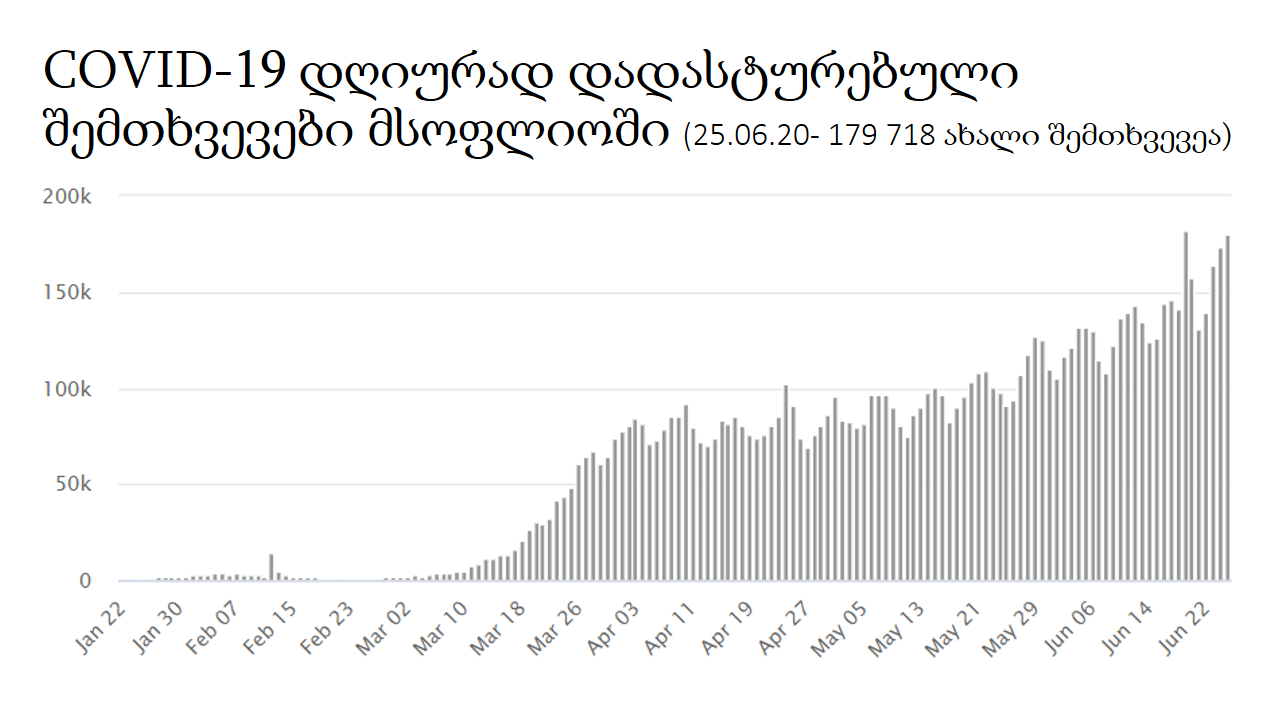 COVID-19 დღიურად დადასტურებული
შემთხვევები მსოფლიოში (25.06.20- 179 718 ახალი შემთხვევეა)
200k
150k
100k
50k
0
Jan 22
Jan 30
Feb 07
Feb 15
Feb 23
Mar 02
Mar 10
Mar 18
Mar 26
Apr 03
Apr 11
Apr 19
Apr 27
May 05
May 13
May 21
May 29
Jun 06
Jun 14
Jun 22